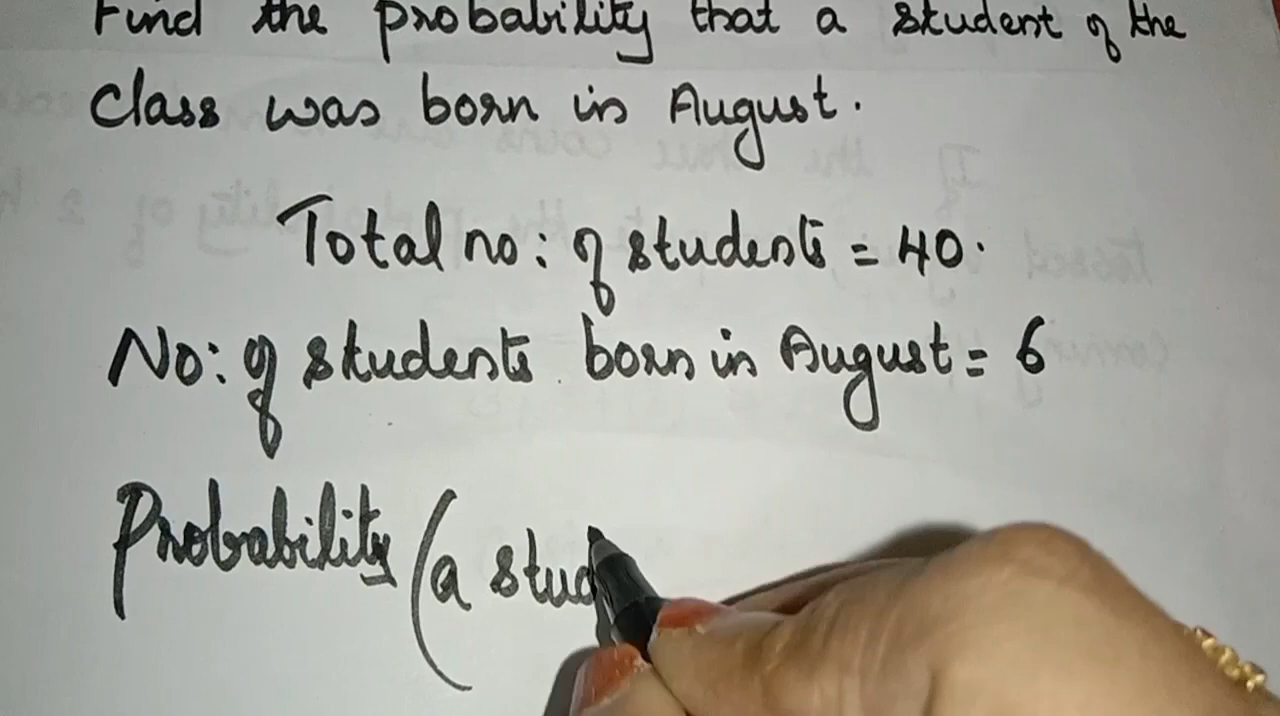 Find the probability that a student of the
class was born in August.
Total no: of students = 40.
No: of students born in August = 6
Probability (a stud